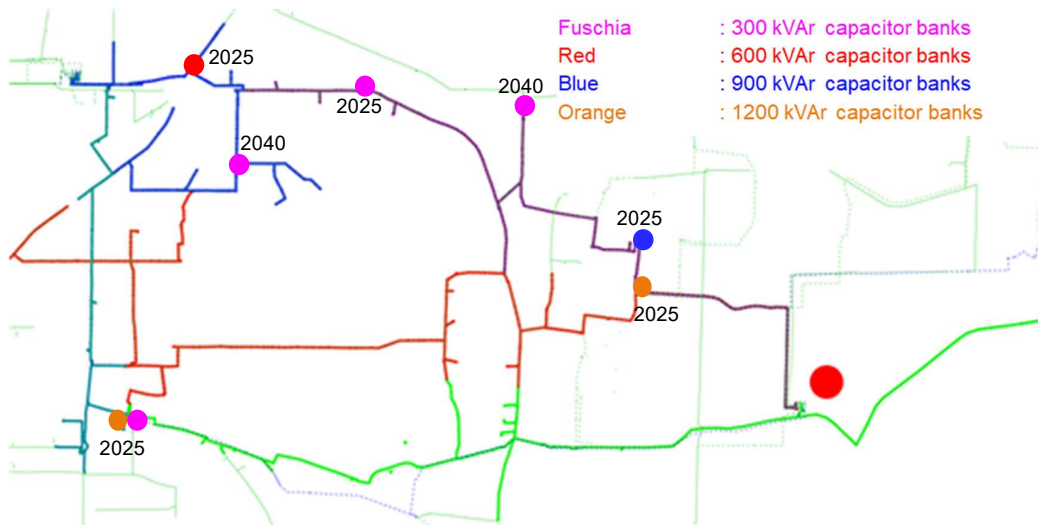 Fuschia : 300 kVAr capacitor banks
Red : 600 kVAr capacitor banks
Blue : 900 kVAr capacitor banks
Orange : 1200 kVAr capacitor banks
2025
2025
2040
2040
2025
2025
2025